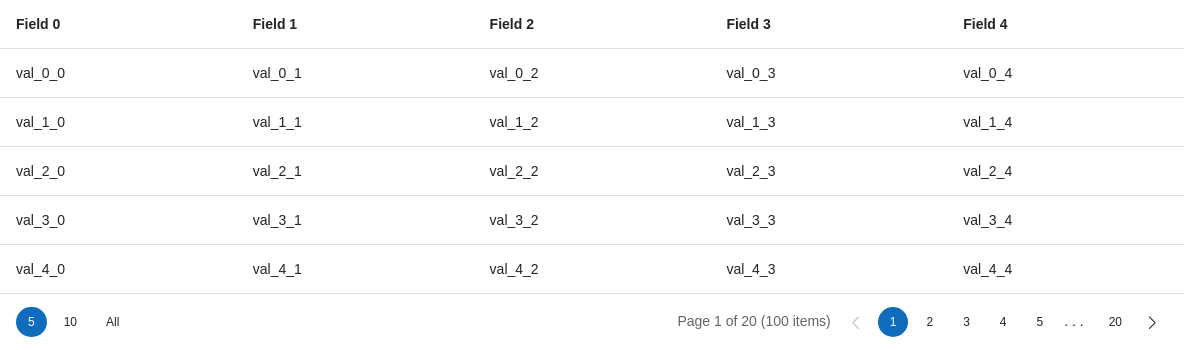 Field 0 Field 1 Field 2 Field 3 Field 4
val_0_0 val_0_1 val_0_2 val_0_3 val_0_4
val_1_0 val_1_1 val_1_2 val_1_3 val_1_4
val_2_0 val_2_1 val_2_2 val_2_3 val_2_4
val_3_0 val_3_1 val_3_2 val_3_3 val_3_4
val_4_0 val_4_1 val_4_2 val_4_3 val_4_4
5 10 All Page 1 of 20 (100 items) 1 2 3 4 5 . . . 20